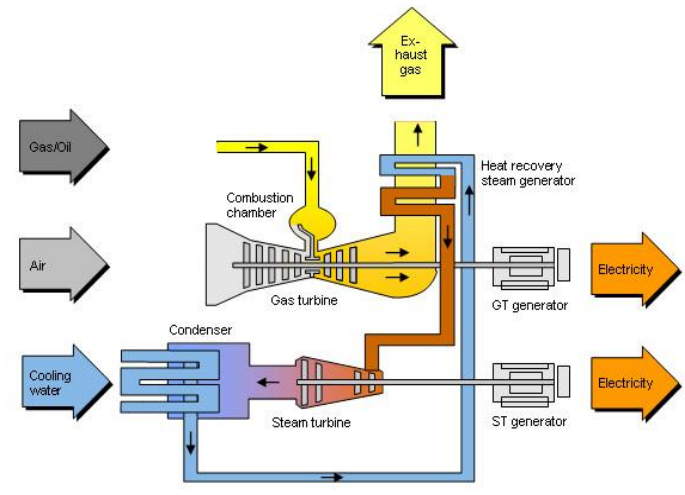 Ex-
haust
gas
Gas/Oil
Heat recovery
steam generator
Combustion
chamber
Air
Electricity
Gas turbine
GT generator
Condenser
Cooling
water
Electricity
Steam turbine
ST generator